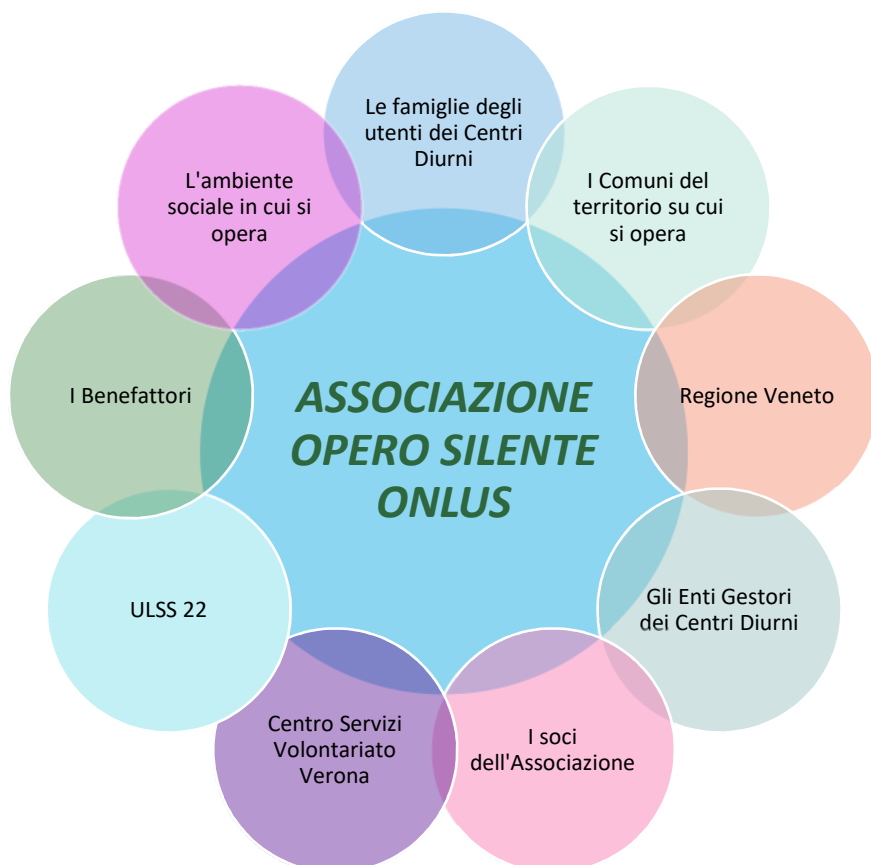 Le famiglie degli
utenti dei Centri
Diurni
I Comuni del
territorio su cui
si opera
Regione Veneto
Gli Enti Gestori
dei Centri Diurni
I soci
dell'Associazione
Centro Servizi
Volontariato
Verona
ULSS 22
I Benefattori
L'ambiente
sociale in cui si
opera
ASSOCIAZIONE
OPERO SILENTE
ONLUS